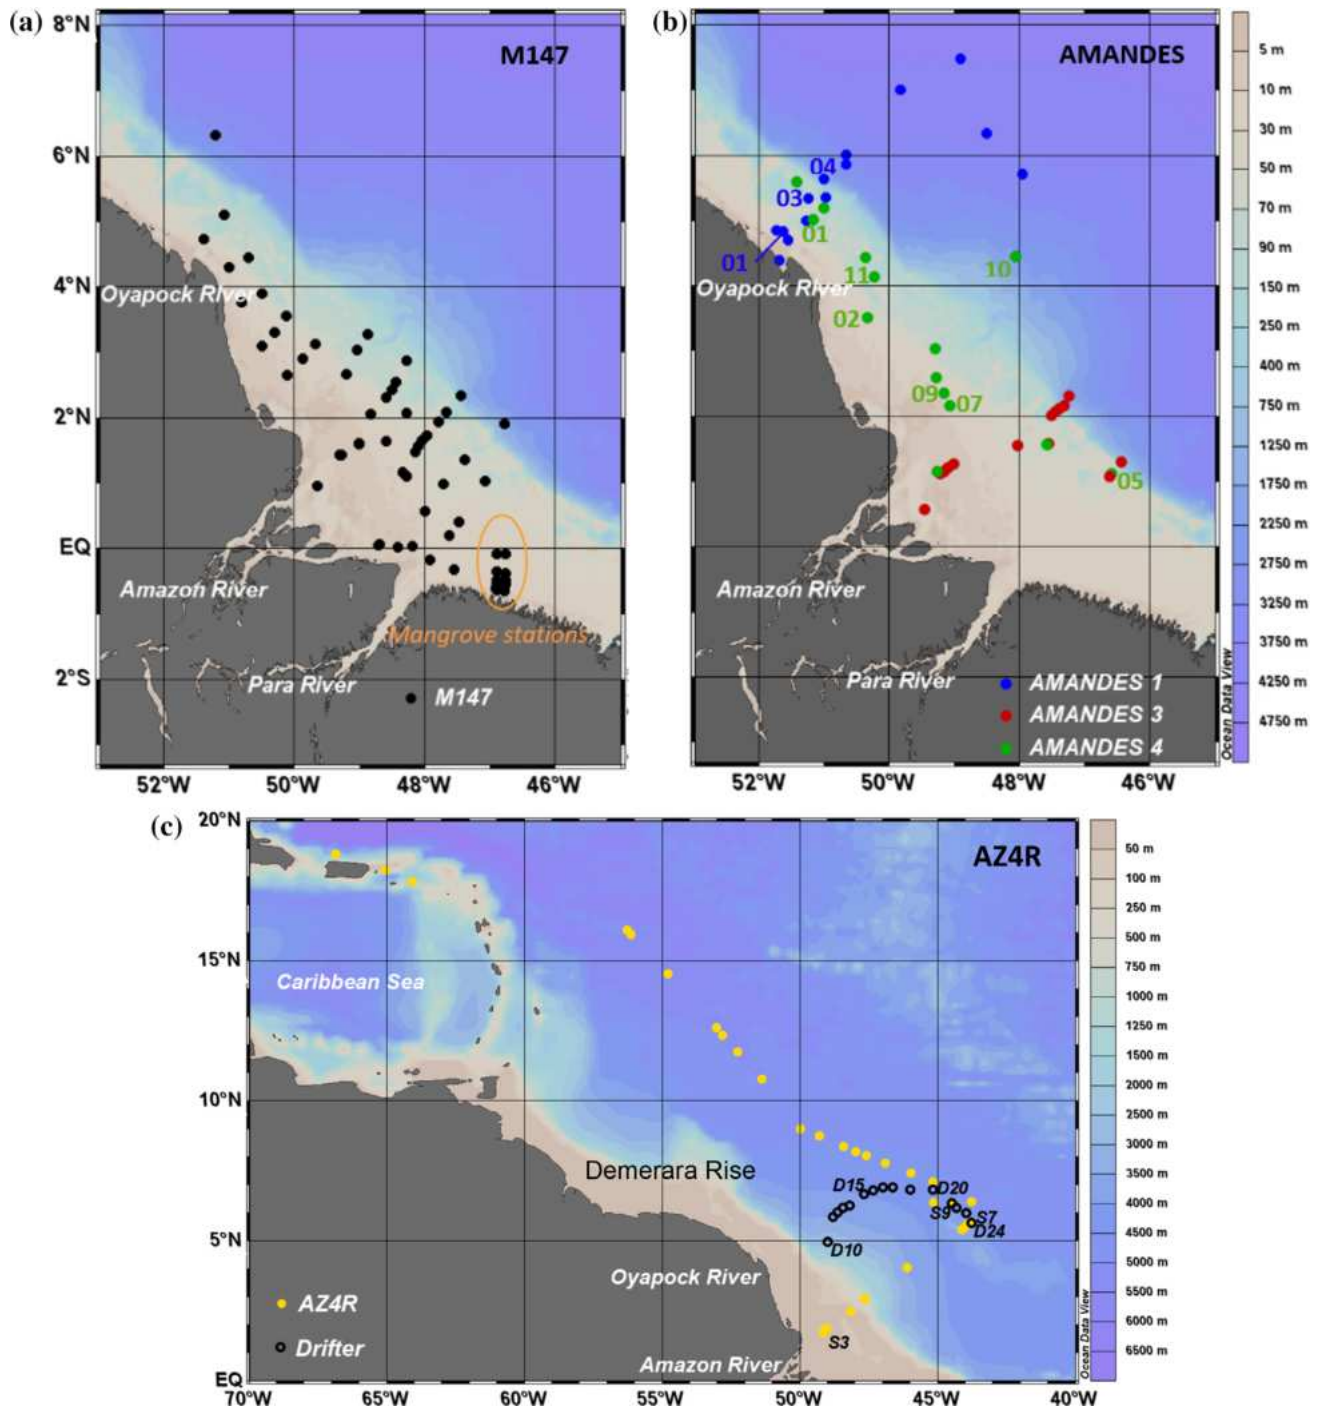 (a)
M147
8°N
6°N
4°N
2°N
EQ
2°S
52°W
50°W
48°W
46°W
Oyapock River
Amazon River
Mangrove stations
Para River
M147
(b)
AMANDES
04
03
01
01
11
10
02
09
07
05
Oyapock River
Amazon River
Para River
AMANDES 1
AMANDES 3
AMANDES 4
52°W
50°W
48°W
46°W
5 m
10 m
30 m
50 m
70 m
90 m
150 m
250 m
400 m
750 m
1250 m
1750 m
2250 m
2750 m
3250 m
3750 m
4250 m
4750 m
Ocean Data View
(c)
AZ4R
20°N
15°N
10°N
5°N
EQ
70°W
65°W
60°W
55°W
50°W
45°W
40°W
Caribbean Sea
Demerara Rise
D15
D20
S9
S7
D24
D10
Oyapock River
S3
Amazon River
AZ4R
Drifter
50 m
100 m
250 m
500 m
750 m
1000 m
1250 m
1500 m
2000 m
2500 m
3000 m
3500 m
4000 m
4500 m
5000 m
5500 m
6000 m
6500 m
Ocean Data View